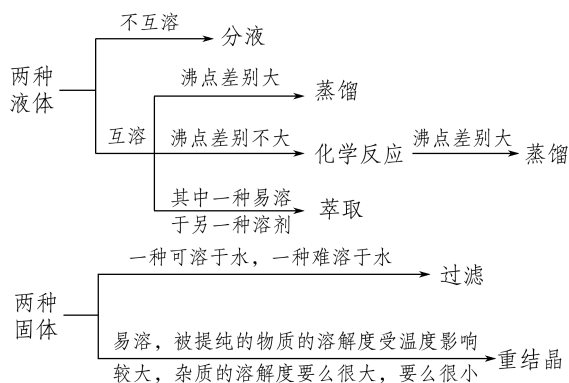 不互溶
分液
两种
液体
沸点差别大
蒸馏
互溶
沸点差别不大
化学反应
沸点差别大
蒸馏
其中一种易溶
于另一种溶剂
萃取
一种可溶于水，一种难溶于水
过滤
两种
固体
易溶，被提纯的物质的溶解度受温度影响
较大，杂质的溶解度要么很大，要么很小
重结晶